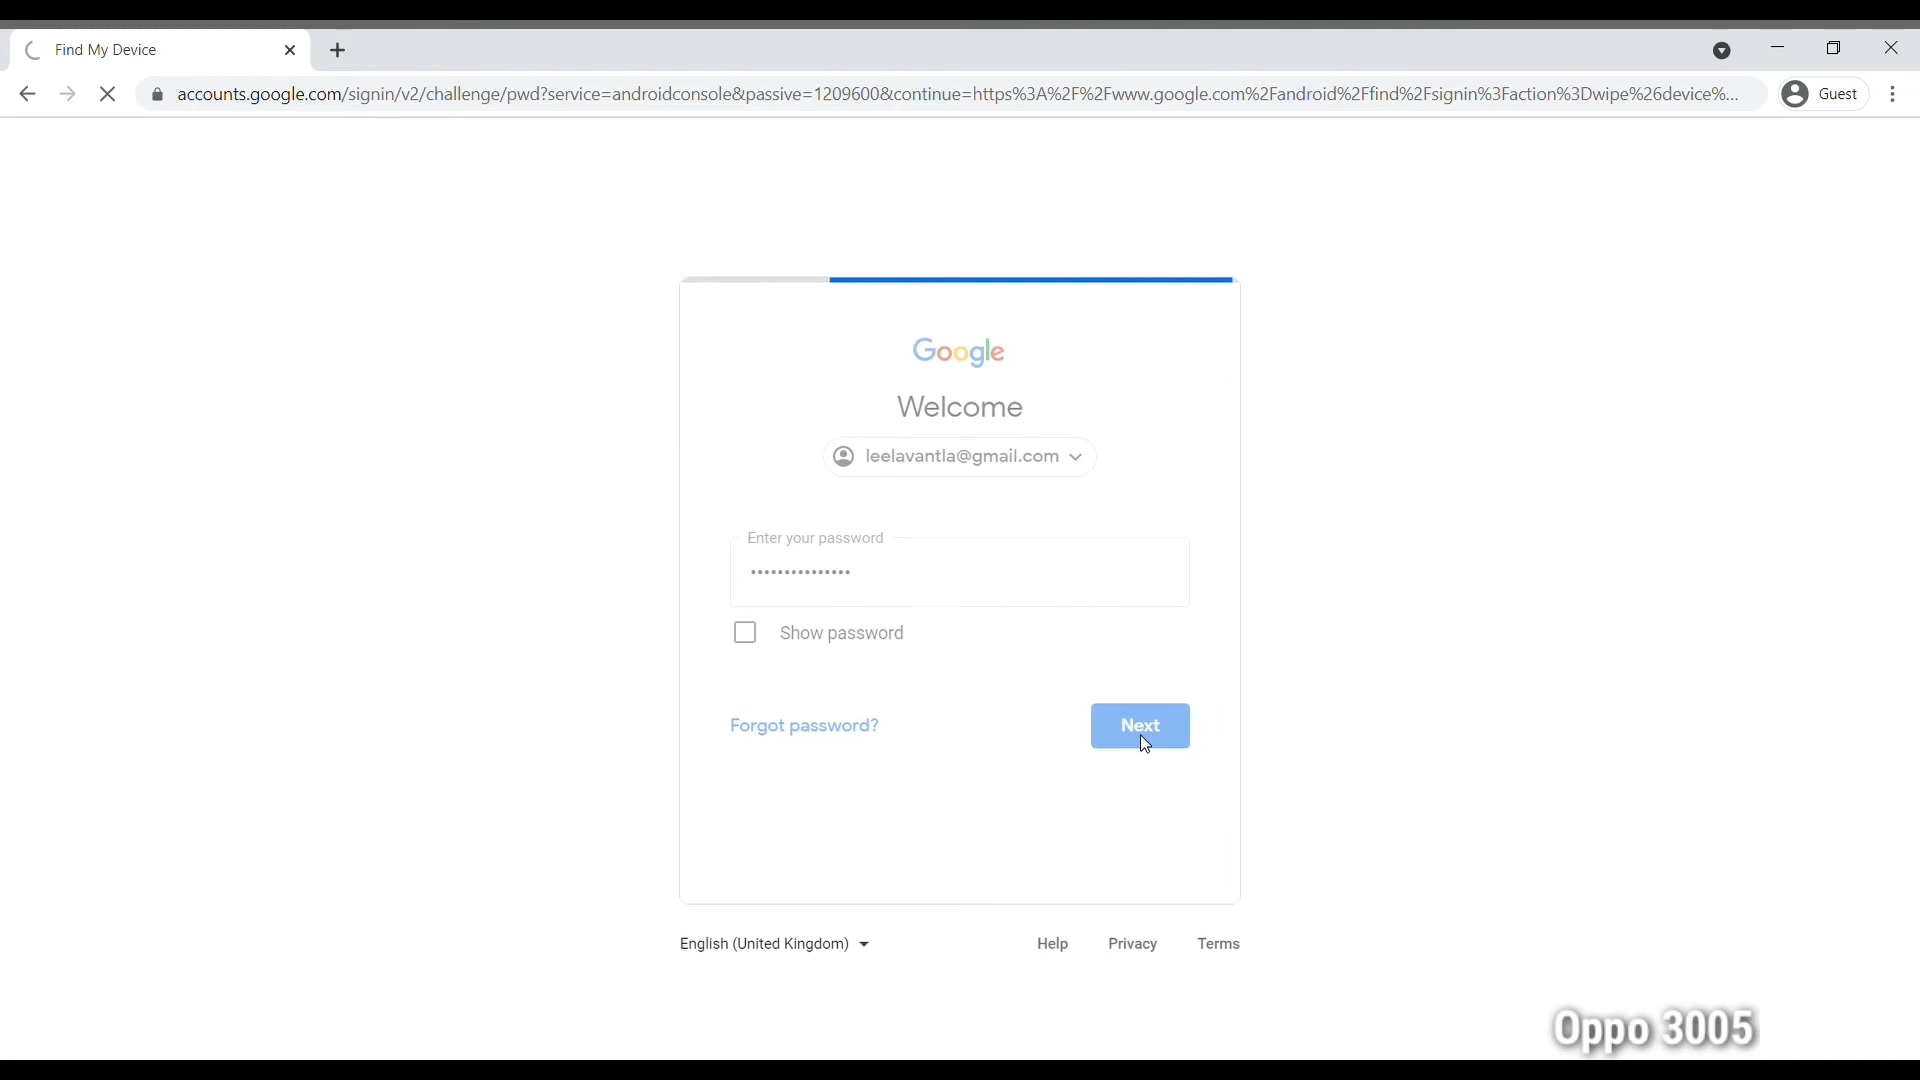 Find My Device
accounts.google.com/signin/v2/challenge/pwd?service=androidconsole&passive=1209600&continue=https%3A%2F%2Fwww.google.com%2Fandroid%2Ffind%2Fsignin%3Faction%3Dwipe%26device%...
Guest
Google
Welcome
leelavantla@gmail.com
Enter your password
Show password
Forgot password?
Next
English (United Kingdom)
Help
Privacy
Terms
Oppo 3005